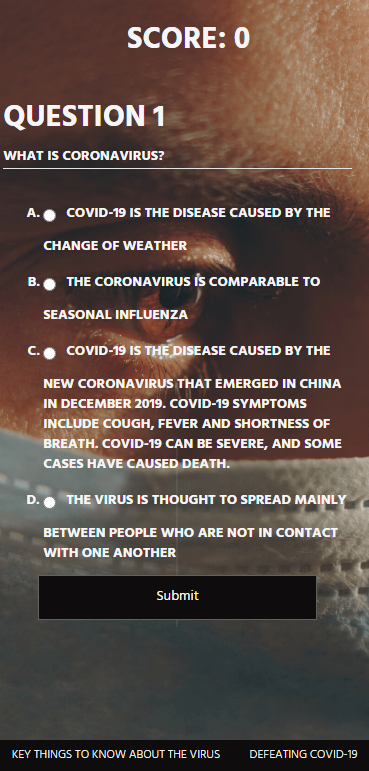 SCORE: 0
QUESTION 1
WHAT IS CORONAVIRUS?
A. COVID-19 IS THE DISEASE CAUSED BY THE
CHANGE OF WEATHER
B. THE CORONAVIRUS IS COMPARABLE TO
SEASONAL INFLUENZA
C. COVID-19 IS THE DISEASE CAUSED BY THE
NEW CORONAVIRUS THAT EMERGED IN CHINA
IN DECEMBER 2019. COVID-19 SYMPTOMS
INCLUDE COUGH, FEVER AND SHORTNESS OF
BREATH. COVID-19 CAN BE SEVERE, AND SOME
CASES HAVE CAUSED DEATH.
D. THE VIRUS IS THOUGHT TO SPREAD MAINLY
BETWEEN PEOPLE WHO ARE NOT IN CONTACT
WITH ONE ANOTHER
Submit
KEY THINGS TO KNOW ABOUT THE VIRUS DEFEATING COVID-19